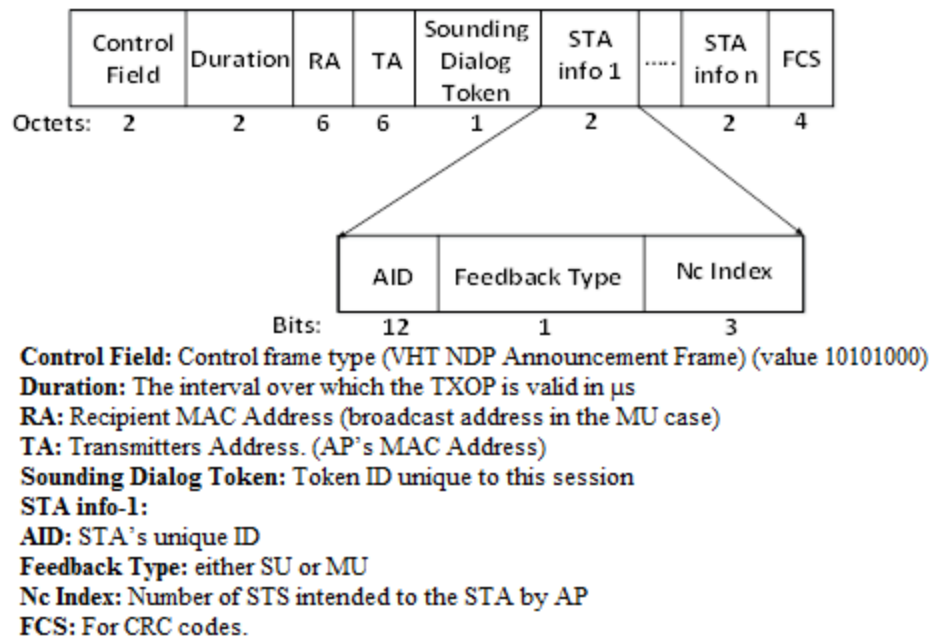 Control Field Duration RA TA Sounding Dialog Token STA info 1 ..... STA info n FCS
Octets: 2 2 6 6 1 2 2 4
AID Feedback Type Nc Index
Bits: 12 1 3
Control Field: Control frame type (VHT NDP Announcement Frame) (value 10101000)
Duration: The interval over which the TXOP is valid in μs
RA: Recipient MAC Address (broadcast address in the MU case)
TA: Transmitters Address. (AP's MAC Address)
Sounding Dialog Token: Token ID unique to this session
STA info-1:
AID: STA's unique ID
Feedback Type: either SU or MU
Nc Index: Number of STS intended to the STA by AP
FCS: For CRC codes.